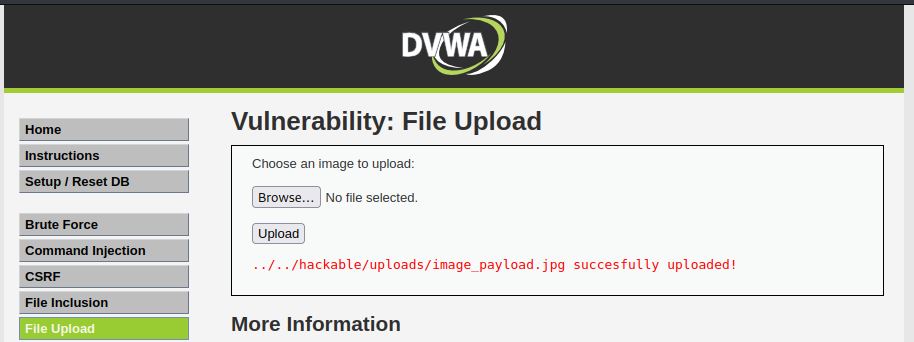 DVWA
Home
Instructions
Setup / Reset DB
Brute Force
Command Injection
CSRF
File Inclusion
File Upload
Vulnerability: File Upload
Choose an image to upload:
Browse... No file selected.
Upload
../../hackable/uploads/image_payload.jpg succesfully uploaded!
More Information